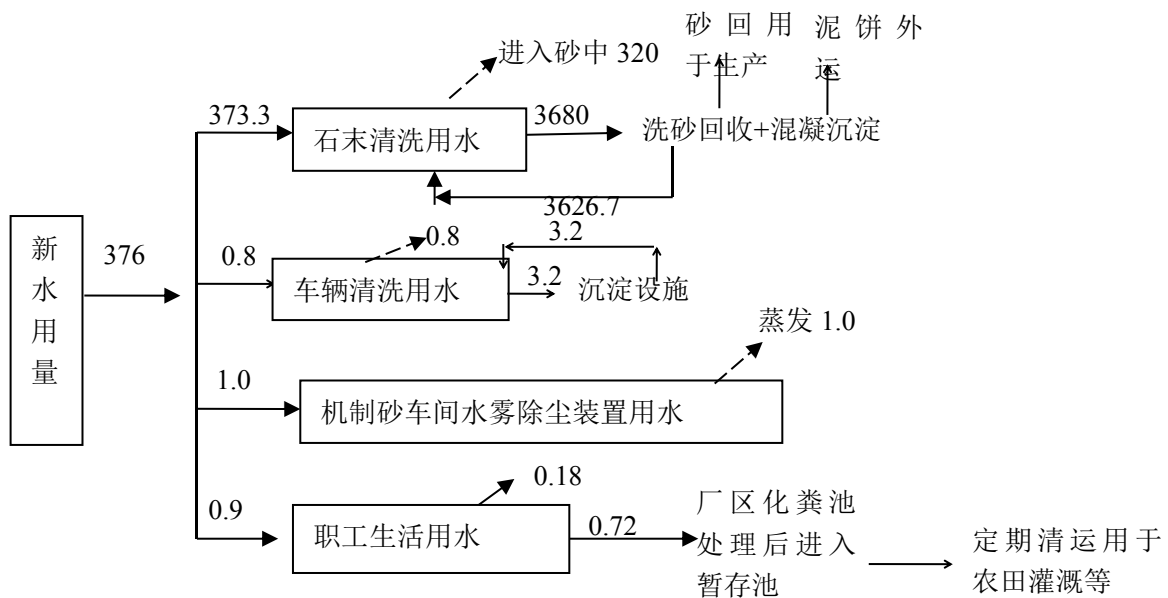 砂回用
于生产
泥饼外
运
进入砂中 320
373.3
石末清洗用水
3680
洗砂回收+混凝沉淀
3626.7
新
水
用
量
376
0.8
车辆清洗用水
0.8
3.2
3.2
沉淀设施
蒸发 1.0
1.0
机制砂车间水雾除尘装置用水
0.9
职工生活用水
0.18
0.72
厂区化粪池
处理后进入
暂存池
定期清运用于
农田灌溉等